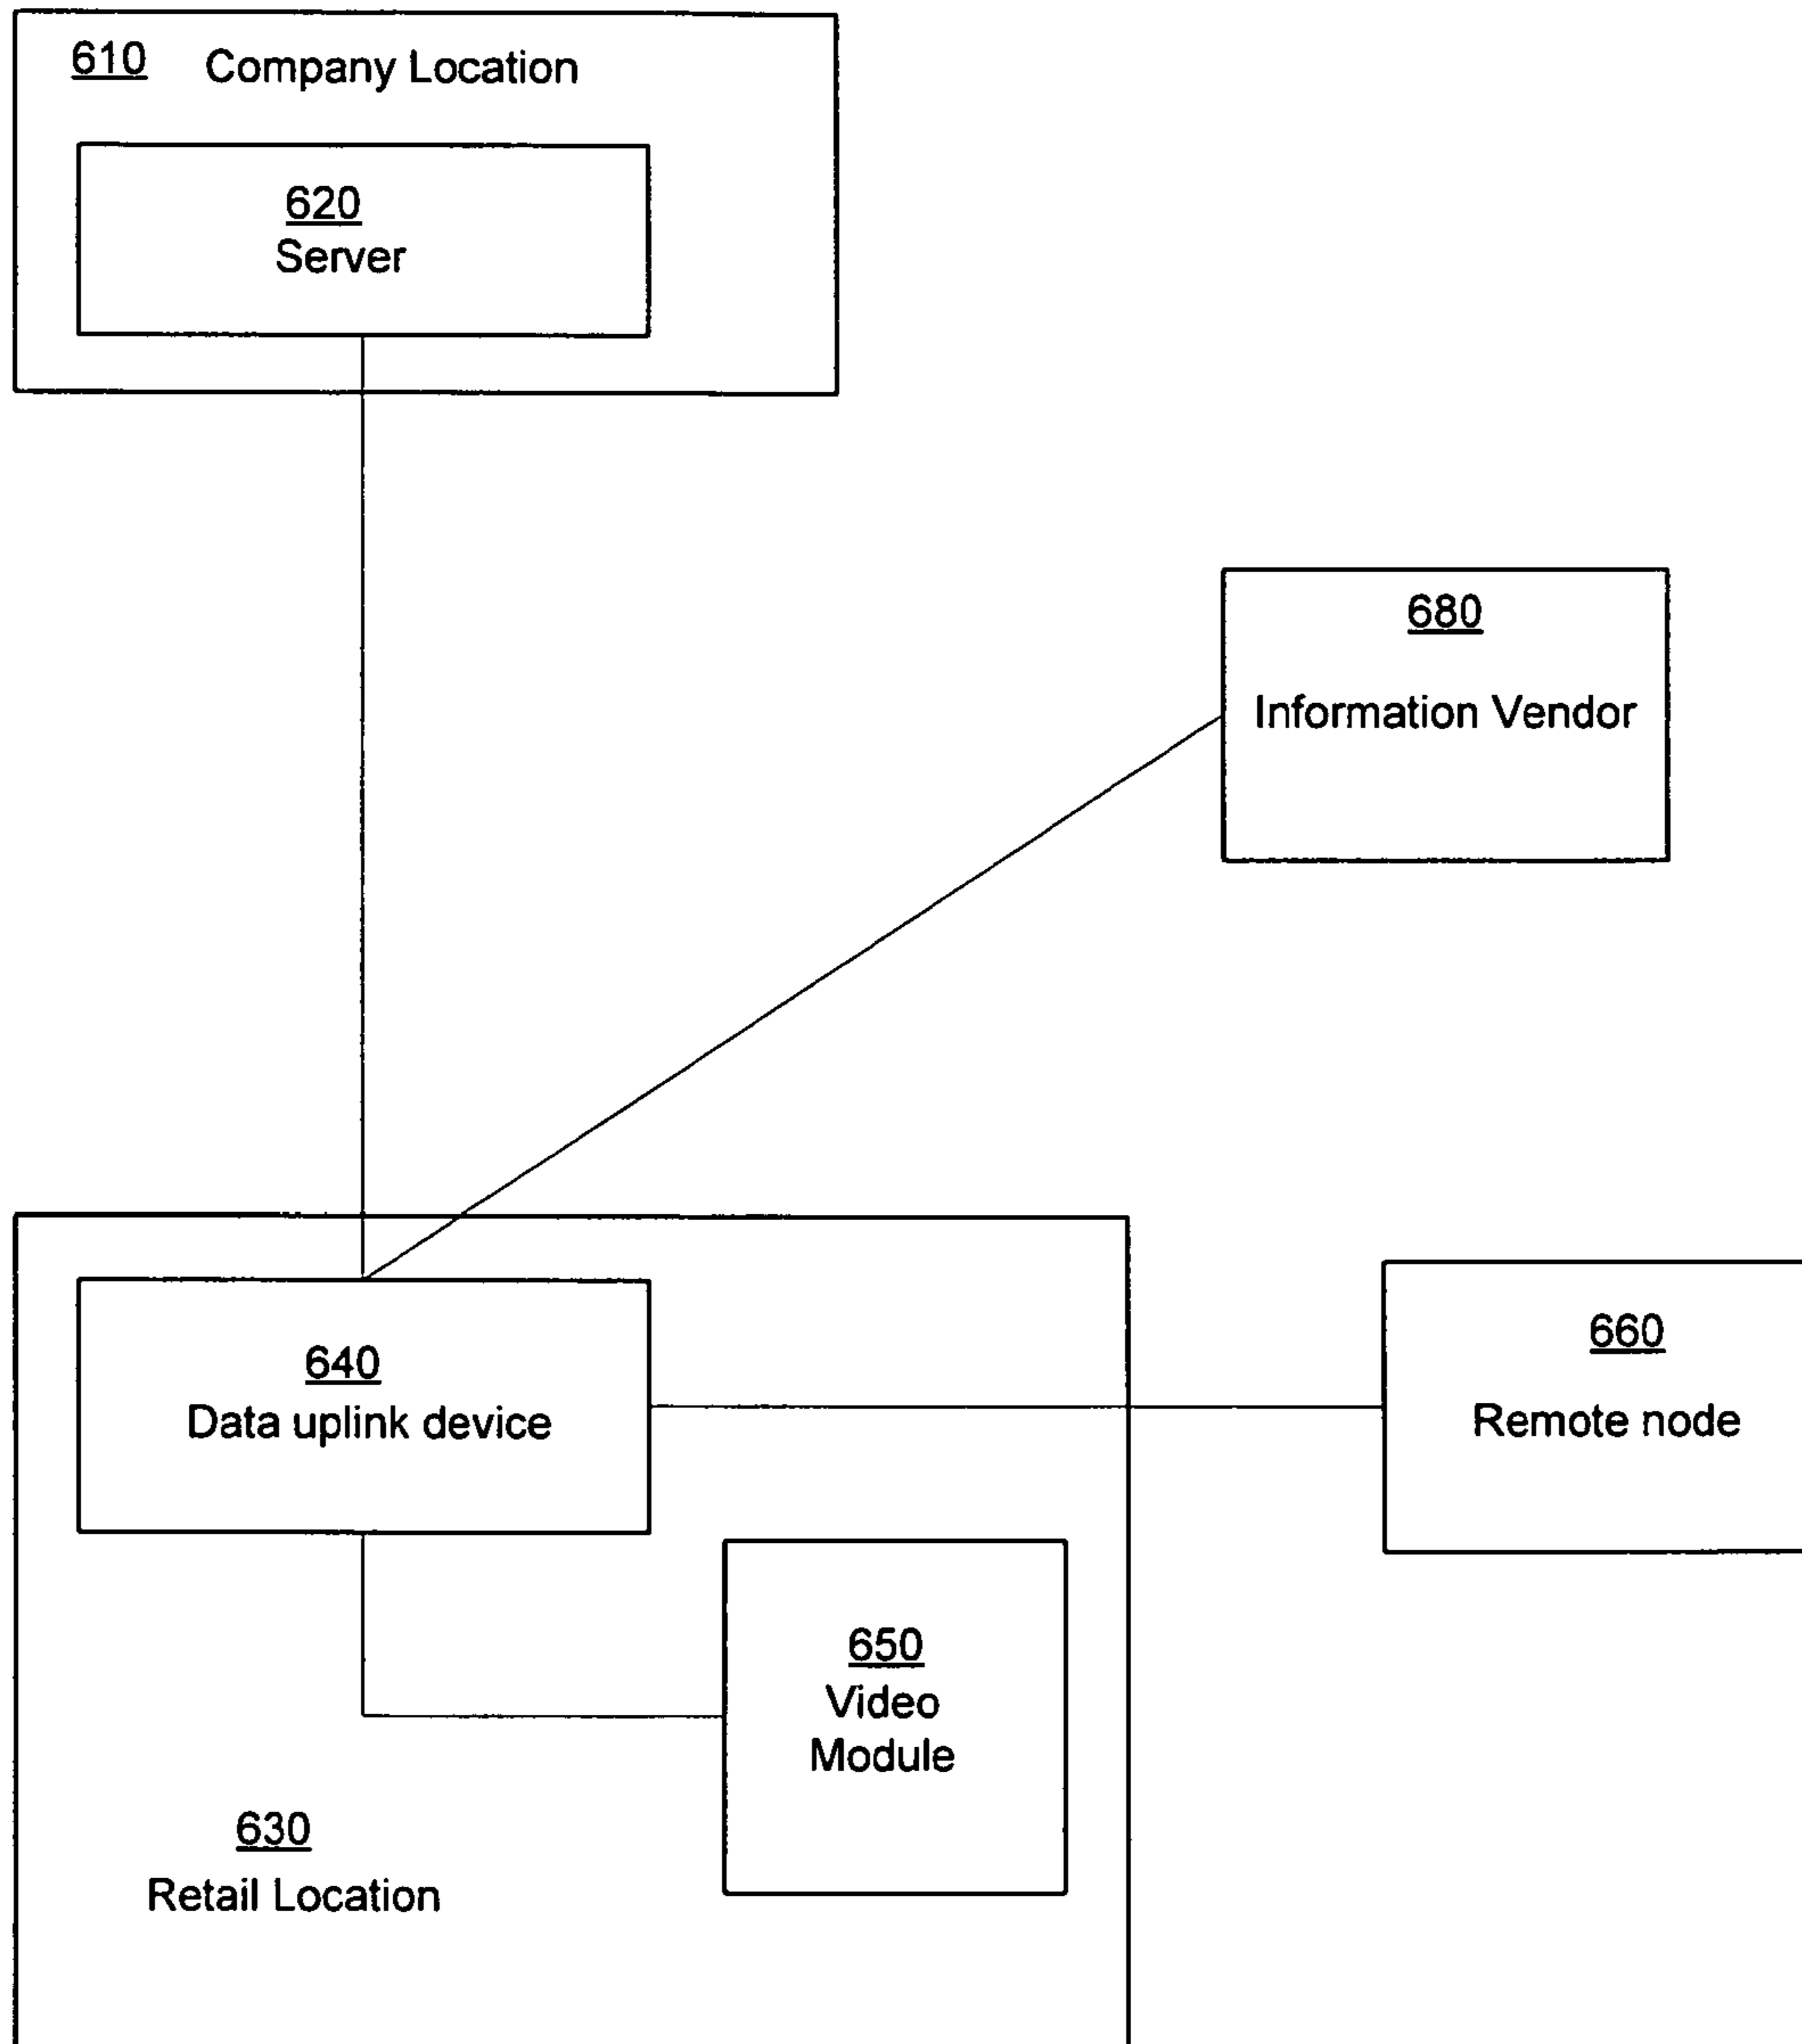 610 Company Location
620
Server
680
Information Vendor
640
Data uplink device
660
Remote node
650
Video
Module
630
Retail Location